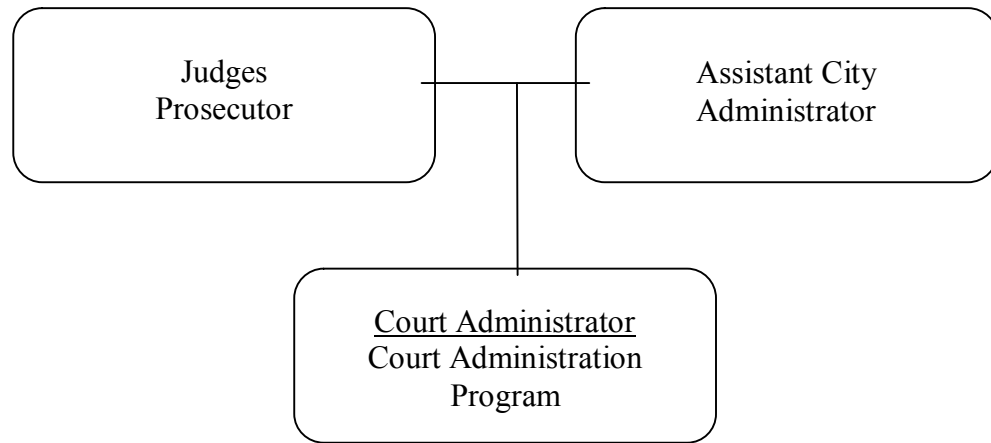 Judges
Prosecutor
Assistant City
Administrator
Court Administrator
Court Administration
Program